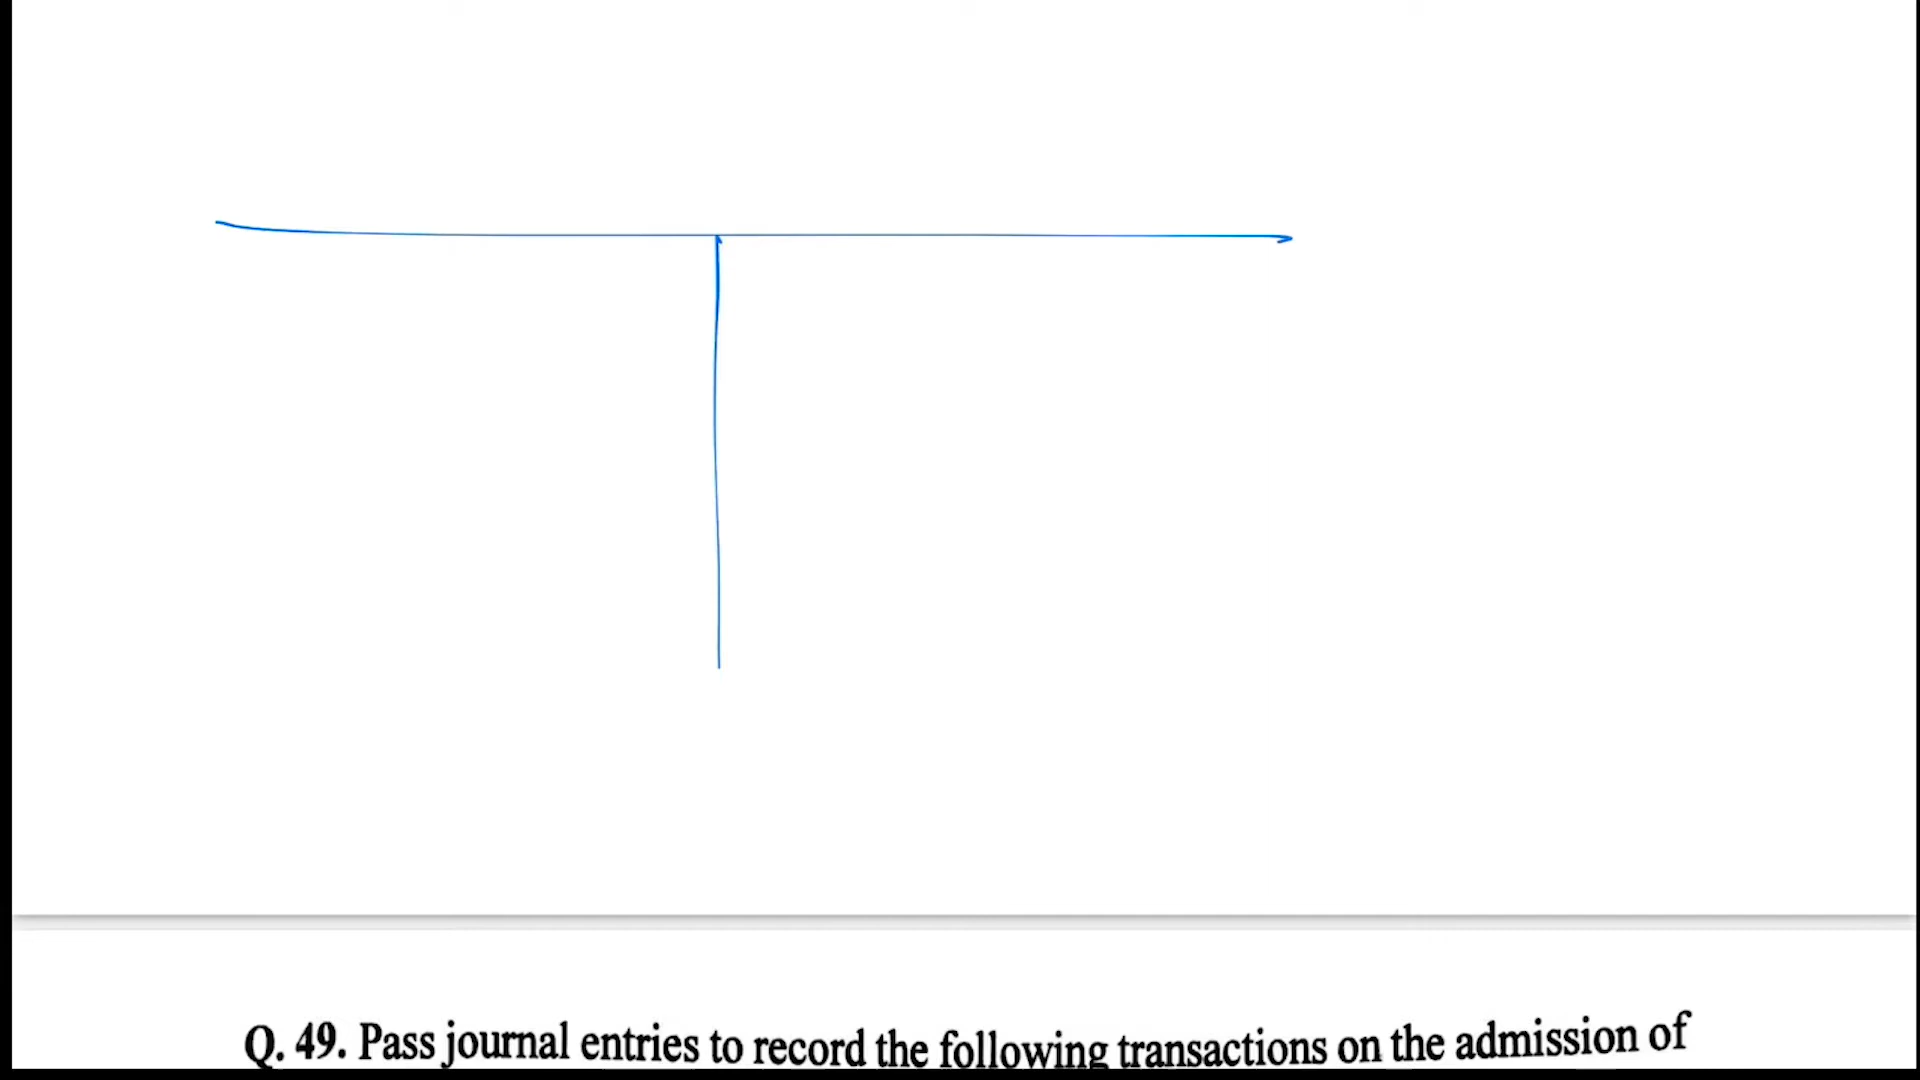 Q. 49. Pass journal entries to record the following transactions on the admission of